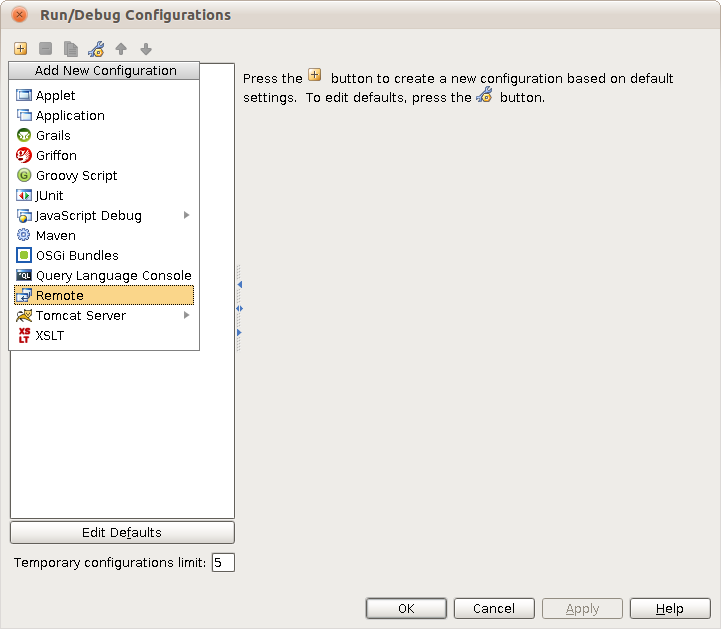 Run/Debug Configurations
Add New Configuration
Applet
Application
Grails
Griffon
Groovy Script
JUnit
JavaScript Debug
Maven
OSGi Bundles
Query Language Console
Remote
Tomcat Server
XSLT
Press the button to create a new configuration based on default
settings. To edit defaults, press the button.
Edit Defaults
Temporary configurations limit: 5
OK Cancel Apply Help